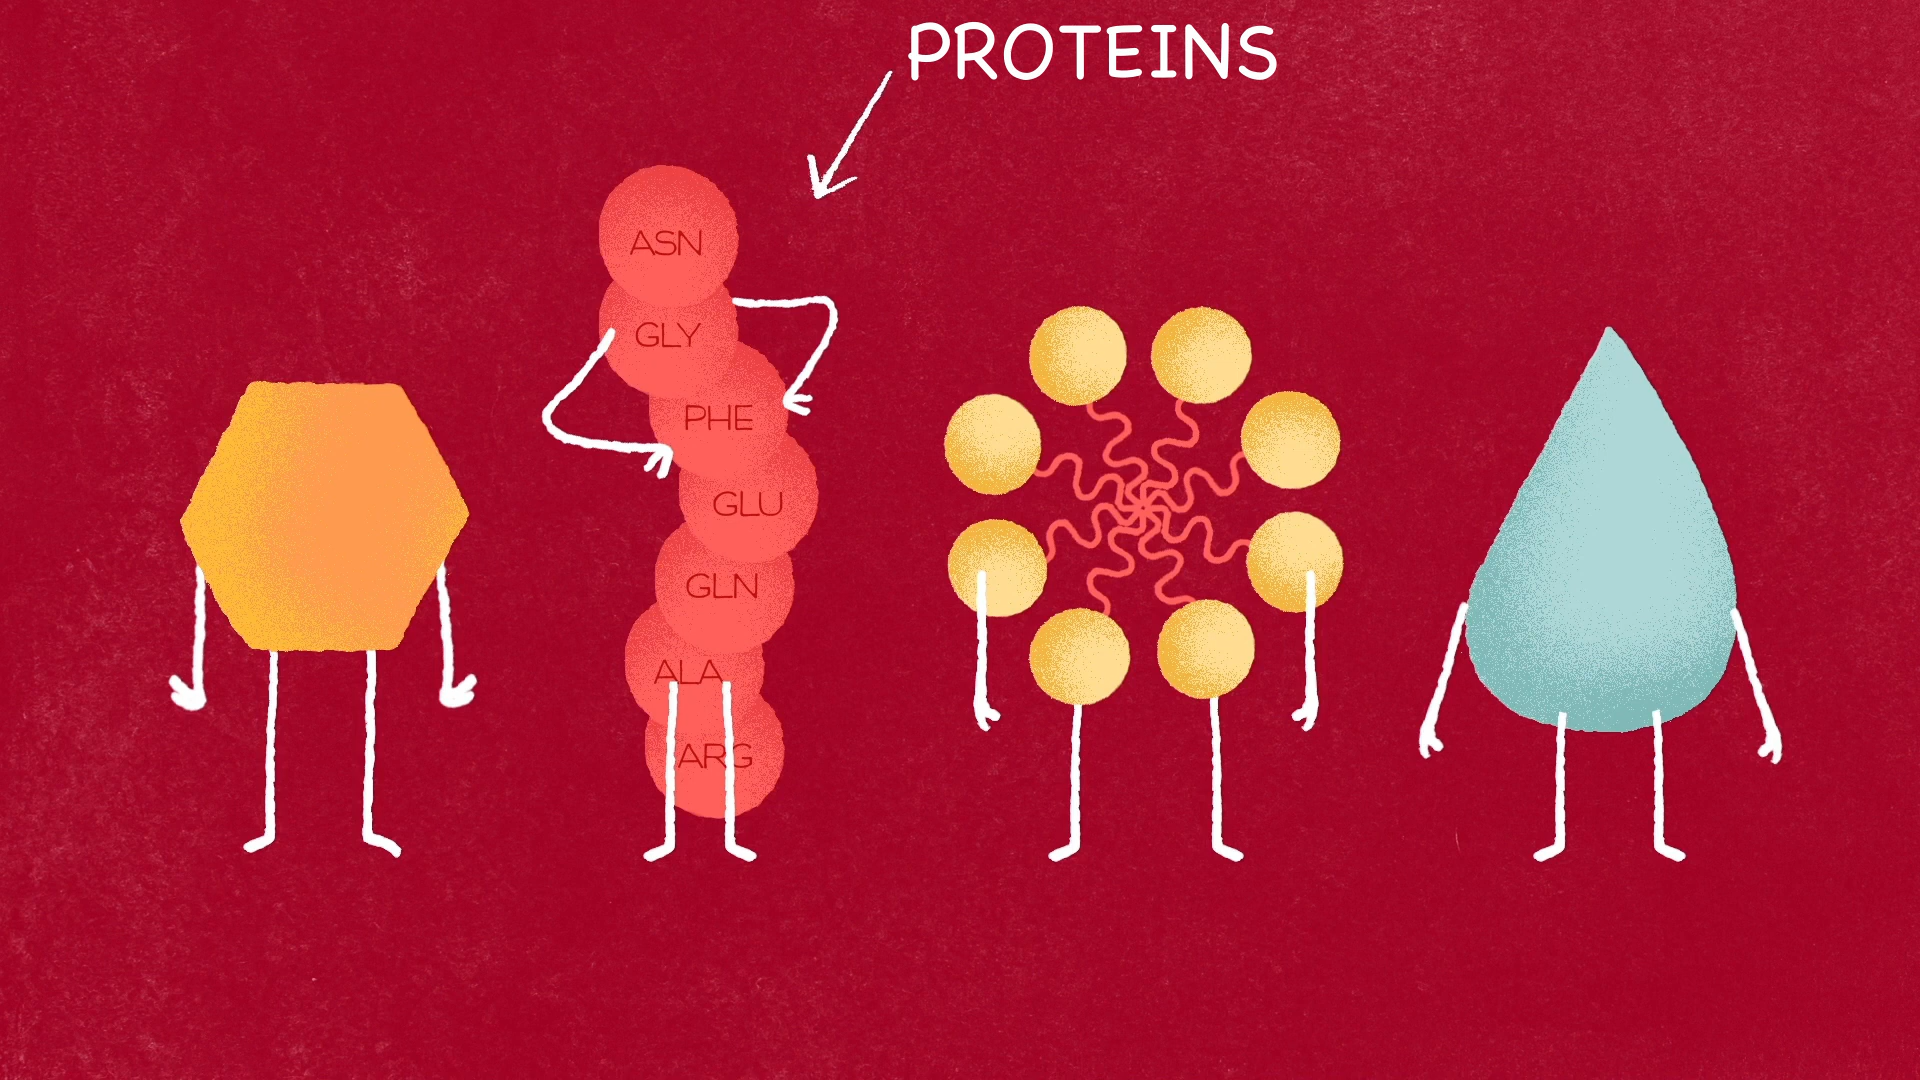 PROTEINS
ASN
GLY
PHE
GLU
GLN
ALA
ARG